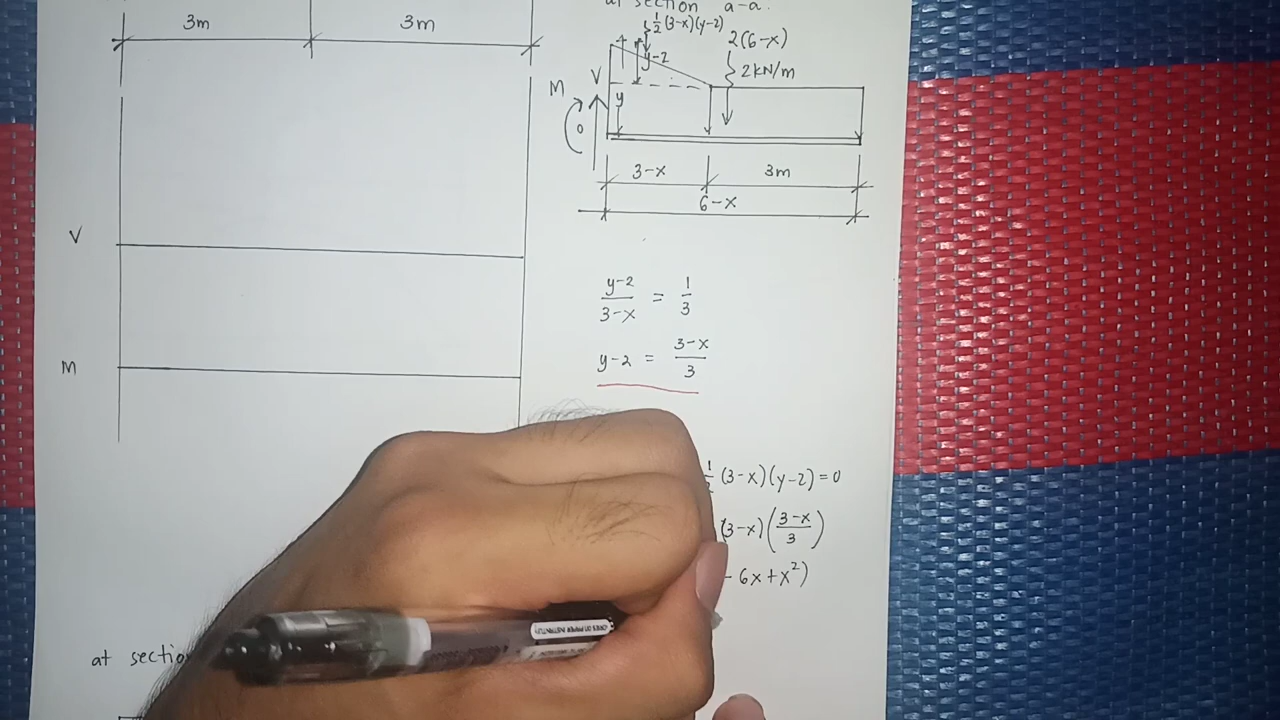 3m 3m
V
M
at section
at section a-a.
½(3-x)(y-2)
2(6-x)
y-2
2kN/m
M V
y
0
3-x 3m
6-x
y-2/3-x = 1/3
y-2 = 3-x/3
(3-x)(y-2)=0
(3-x)(3-x/3)
- 6x+x²)